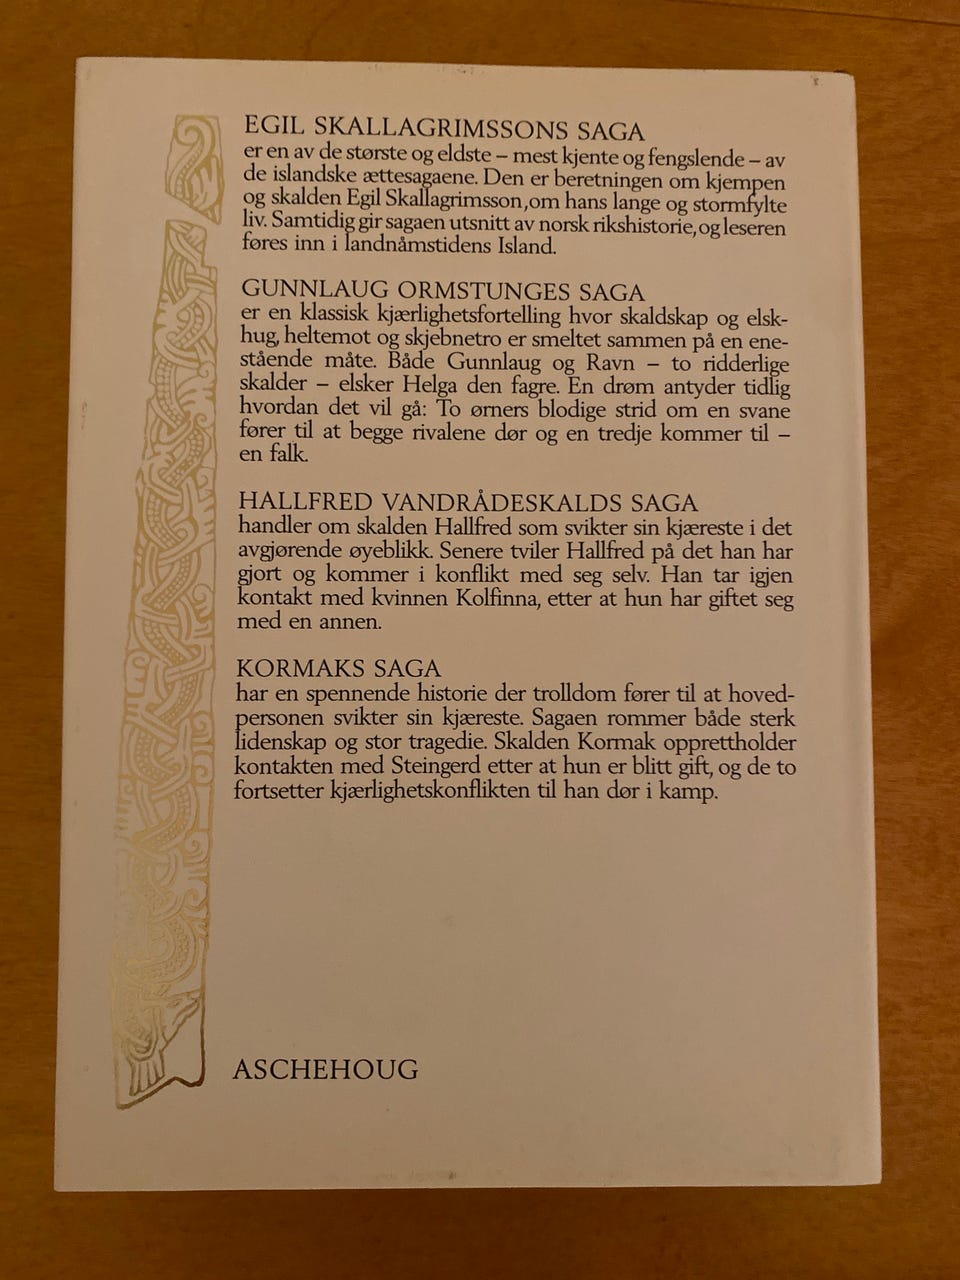 EGIL SKALLAGRIMSSONS SAGA
er en av de største og eldste – mest kjente og fengslende – av
de islandske ættesagaene. Den er beretningen om kjempen
og skalden Egil Skallagrimsson, om hans lange og stormfylte
liv. Samtidig gir sagaen utsnitt av norsk rikshistorie, og leseren
føres inn i landnåmstidens Island.
GUNNLAUG ORMSTUNGES SAGA
er en klassisk kjærlighetsfortelling hvor skaldskap og elsk-
hug, heltemot og skjebnetro er smeltet sammen på en ene-
stående måte. Både Gunnlaug og Ravn – to ridderlige
skalder – elsker Helga den fagre. En drøm antyder tidlig
hvordan det vil gå: To ørners blodige strid om en svane
fører til at begge rivalene dør og en tredje kommer til –
en falk.
HALLFRED VANDRÅDESKALDS SAGA
handler om skalden Hallfred som svikter sin kjæreste i det
avgjørende øyeblikk. Senere tviler Hallfred på det han har
gjort og kommer i konflikt med seg selv. Han tar igjen
kontakt med kvinnen Kolfinna, etter at hun har giftet seg
med en annen.
KORMAKS SAGA
har en spennende historie der trolldom fører til at hoved-
personen svikter sin kjæreste. Sagaen rommer både sterk
lidenskap og stor tragedie. Skalden Kormak opprettholder
kontakten med Steingerd etter at hun er blitt gift, og de to
fortsetter kjærlighetskonflikten til han dør i kamp.
ASCHEHOUG